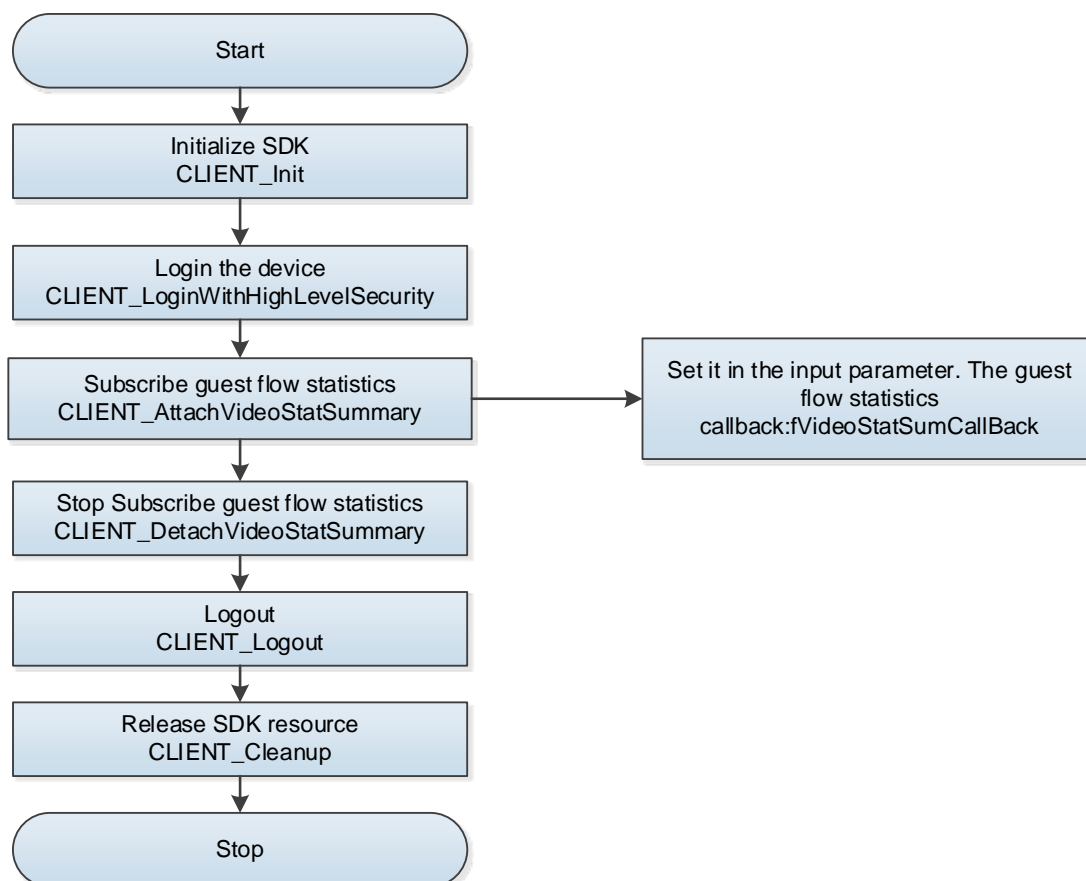 Start
Initialize SDK
CLIENT_Init
Login the device
CLIENT_LoginWithHighLevelSecurity
Subscribe guest flow statistics
CLIENT_AttachVideoStatSummary
Set it in the input parameter. The guest
flow statistics
callback:fVideoStatSumCallBack
Stop Subscribe guest flow statistics
CLIENT_DetachVideoStatSummary
Logout
CLIENT_Logout
Release SDK resource
CLIENT_Cleanup
Stop